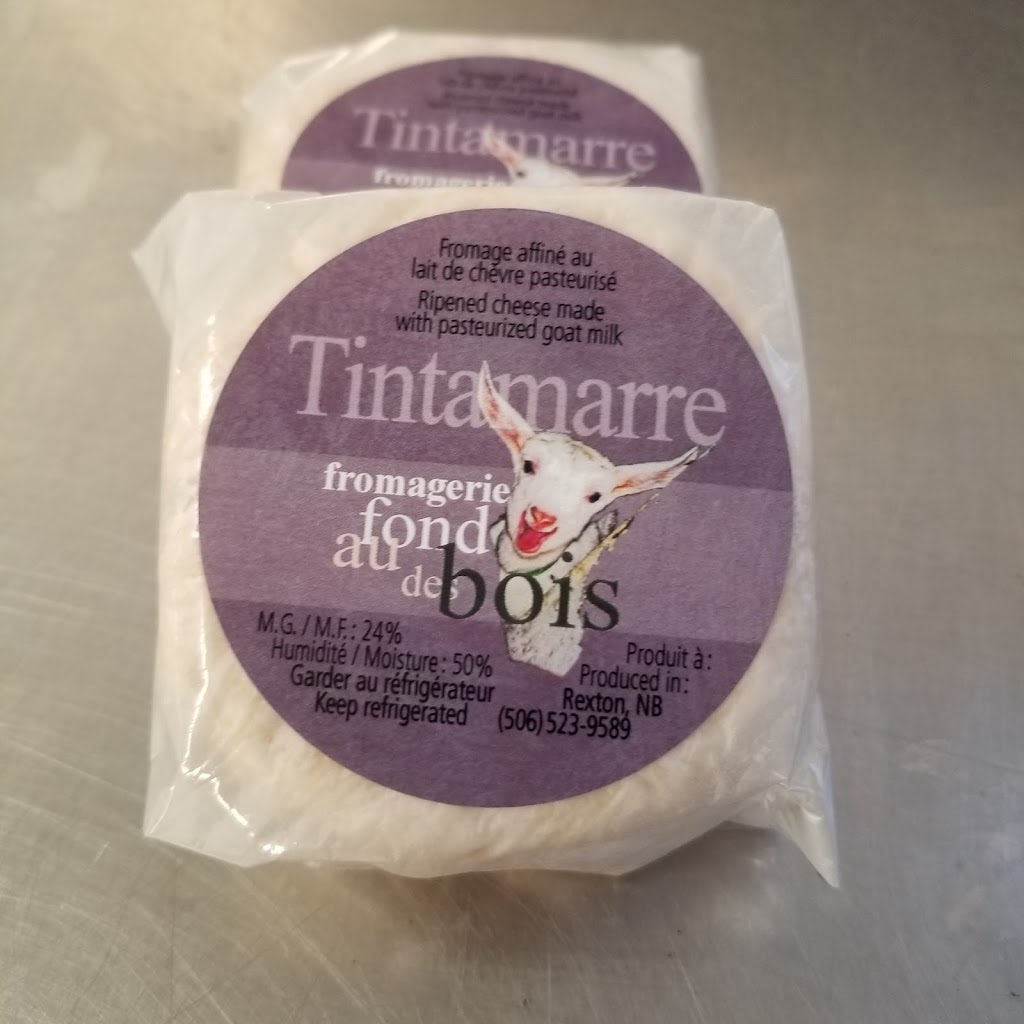 Tintamarre
fromagerie
Fromage affiné au
lait de chèvre pasteurisé
Ripened cheese made
with pasteurized goat milk
Tintamarre
fromagerie
fond
au
des
bois
M.G. / M.F.: 24%
Humidité / Moisture: 50%
Garder au réfrigérateur
Keep refrigerated
Produit à:
Produced in:
Rexton, NB
(506)523-9589